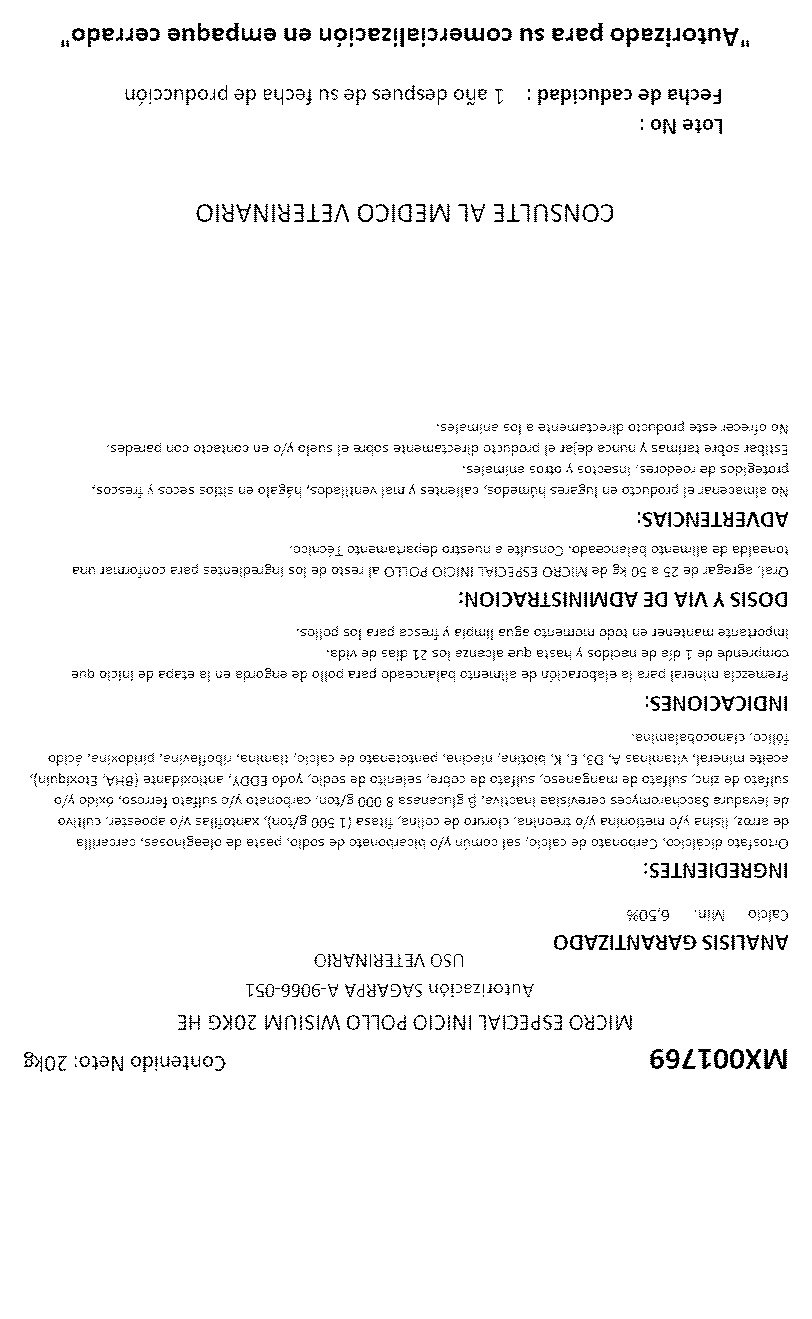 MX001769 Contenido Neto: 20kg
MICRO ESPECIAL INICIO POLLO WISIUM 20KG HE
Autorización SAGARPA A-9066-051
USO VETERINARIO
ANALISIS GARANTIZADO
Calcio Min. 6,50%
INGREDIENTES:
Ortosfato dicálcico, Carbonato de calcio, sal común y/o bicarbonato de sodio, pasta de oleaginosas, cascarilla
de arroz, lisina y/o metionina y/o treonina, cloruro de colina, fitasa (1 500 g/ton), xantofilas y/o apoester, cultivo
de levadura Saccharomyces cerevisiae inactiva, β glucanasa 8 000 g/ton, carbonato y/o sulfato ferroso, óxido y/o
sulfato de zinc, sulfato de manganeso, sulfato de cobre, selenito de sodio, yodo EDDY, antioxidante (BHA, Etoxiquín),
aceite mineral, vitaminas A, D3, E, K, biotina, niacina, pantotenato de calcio, tiamina, riboflavina, piridoxina, ácido
fólico, cianocobalamina.
INDICACIONES:
Premezcla mineral para la elaboración de alimento balanceado para pollo de engorda en la etapa de inicio que
comprende de 1 día de nacidos y hasta que alcanza los 21 días de vida.
Importante mantener en todo momento agua limpia y fresca para los pollos.
DOSIS Y VIA DE ADMINISTRACION:
Oral, agregar de 25 a 50 kg de MICRO ESPECIAL INICIO POLLO al resto de los ingredientes para conformar una
tonealda de alimento balanceado. Consulte a nuestro departamento Técnico.
ADVERTENCIAS:
No almacenar el producto en lugares húmedos, calientes y mal ventilados, hágalo en sitios secos y frescos,
protegidos de roedores, insectos y otros animales.
Estibar sobre tarimas y nunca dejar el producto directamente sobre el suelo y/o en contacto con paredes.
No ofrecer este producto directamente a los animales.
CONSULTE AL MEDICO VETERINARIO
Lote No :
Fecha de caducidad : 1 año despues de su fecha de producción
"Autorizado para su comercialización en empaque cerrado"